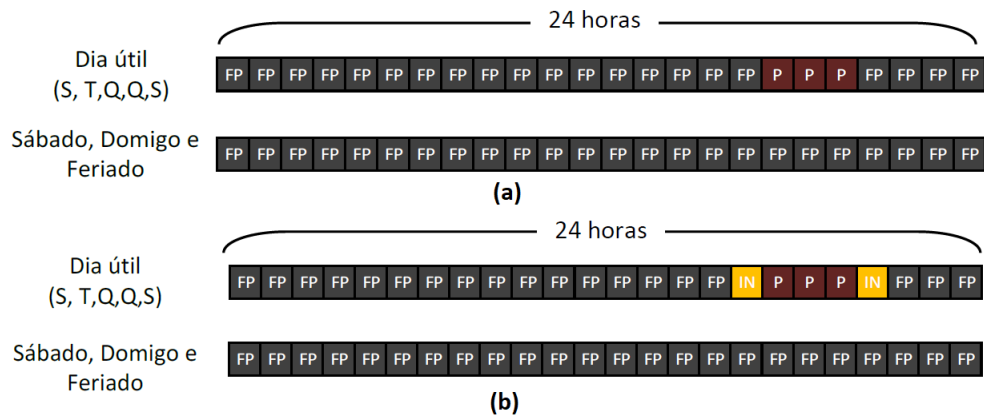 24 horas
Dia útil
(S, T,Q,Q,S)
FP FP FP FP FP FP FP FP FP FP FP FP FP FP FP FP FP P P P FP FP FP FP
Sábado, Domigo e
Feriado
FP FP FP FP FP FP FP FP FP FP FP FP FP FP FP FP FP FP FP FP FP FP FP FP
(a)
24 horas
Dia útil
(S, T,Q,Q,S)
FP FP FP FP FP FP FP FP FP FP FP FP FP FP FP FP IN P P P IN FP FP FP
Sábado, Domigo e
Feriado
FP FP FP FP FP FP FP FP FP FP FP FP FP FP FP FP FP FP FP FP FP FP FP FP
(b)